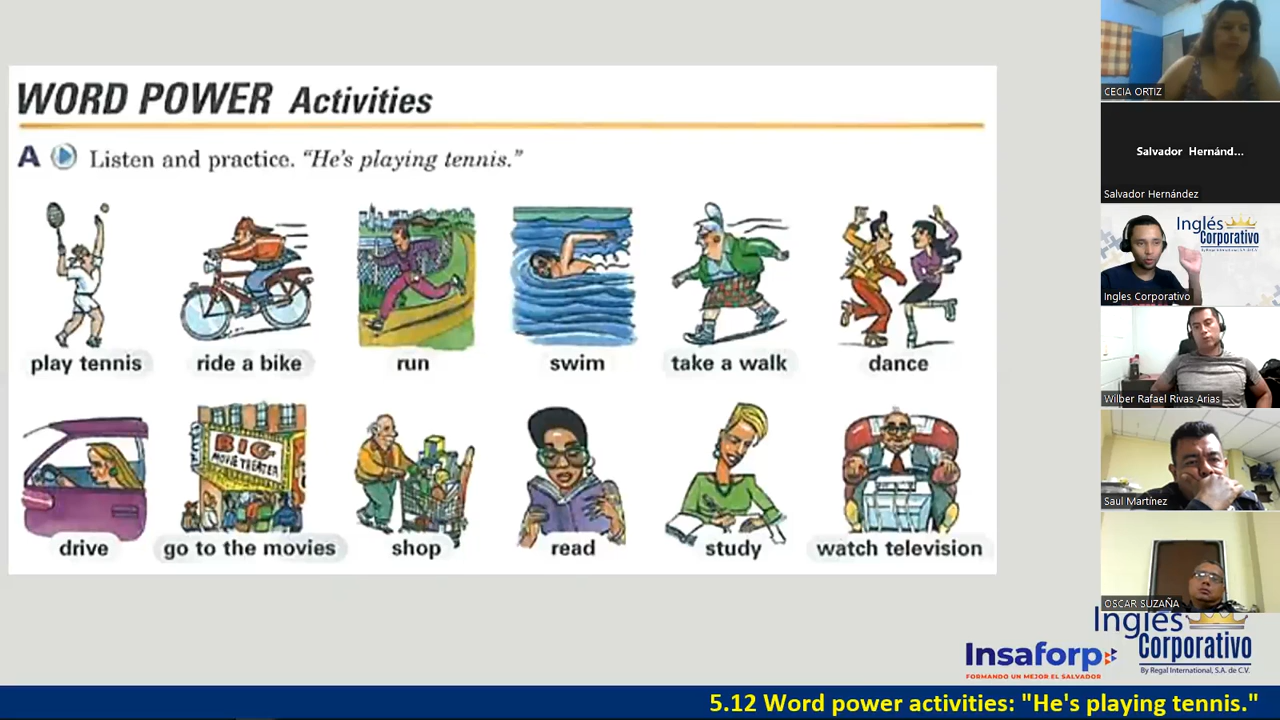 WORD POWER Activities
A Listen and practice. "He's playing tennis."
play tennis ride a bike run swim take a walk dance
BIG
MOVIE THEATER
drive go to the movies shop read study watch television
CECIA ORTIZ
Salvador Hernánd...
Salvador Hernández
Inglés
Corporativo
Ingles Corporativo
Wilber Rafael Rivas Arias
Saul Martínez
OSCAR SUZAÑA
Inglés
Corporativo
By Regal International, S.A. de C.V.
Insaforp
FORMANDO UN MEJOR EL SALVADOR
5.12 Word power activities: "He's playing tennis."